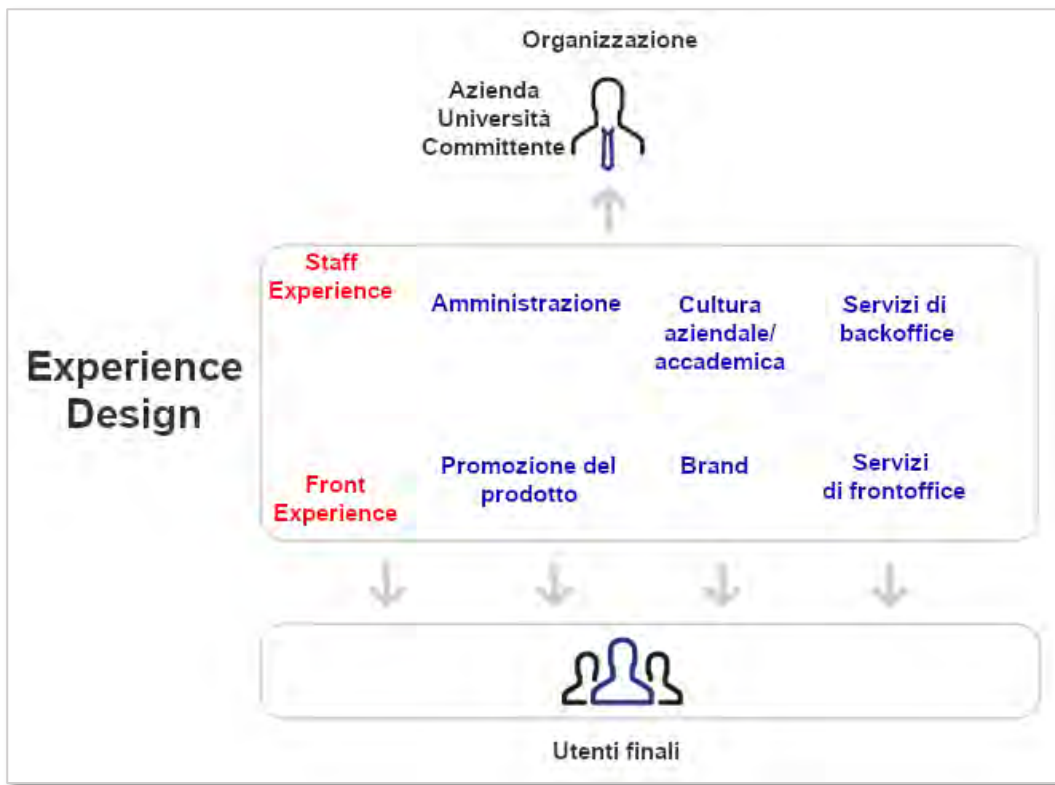 Organizzazione
Azienda
Università
Committente
Experience
Design
Staff
Experience
Amministrazione
Cultura
aziendale/
accademica
Servizi di
backoffice
Front
Experience
Promozione del
prodotto
Brand
Servizi
di frontoffice
Utenti finali